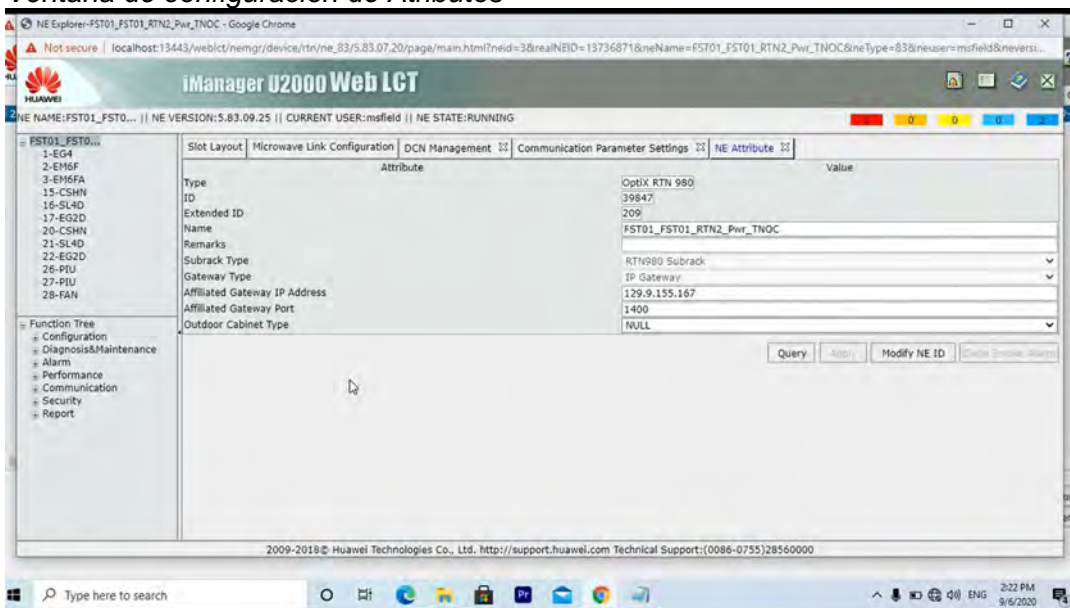 Ventana de configuración de Atributos
NE Explorer-FST01_FST01_RTN2_Pwr_TNOC - Google Chrome
Not secure | localhost:13443/weblct/nemgr/device/rtn/ne_83/5.83.07.20/page/main.html?neid=3&realNEID=13736871&neName=FST01_FST01_RTN2_Pwr_TNOC&neType=83&neuser=msfield&neversi...
HUAWEI
iManager U2000 Web LCT
NE NAME:FST01_FST0... || NE VERSION:5.83.09.25 || CURRENT USER:msfield || NE STATE:RUNNING
0 0 0
FST01_FST0...
1-EG4
2-EM6F
3-EM6FA
15-CSHN
16-SL4D
17-EG2D
20-CSHN
21-SL4D
22-EG2D
26-PIU
27-PIU
28-FAN
Function Tree
Configuration
Diagnosis&Maintenance
Alarm
Performance
Communication
Security
Report
Slot Layout Microwave Link Configuration DCN Management Communication Parameter Settings NE Attribute
Attribute Value
Type OptiX RTN 980
ID 39847
Extended ID 209
Name FST01_FST01_RTN2_Pwr_TNOC
Remarks
Subrack Type RTN980 Subrack
Gateway Type IP Gateway
Affiliated Gateway IP Address 129.9.155.167
Affiliated Gateway Port 1400
Outdoor Cabinet Type NULL
Query Apply Modify NE ID
2009-2018© Huawei Technologies Co., Ltd. http://support.huawei.com Technical Support:(0086-0755)28560000
Type here to search
Pr
ENG
2:22 PM
9/6/2020